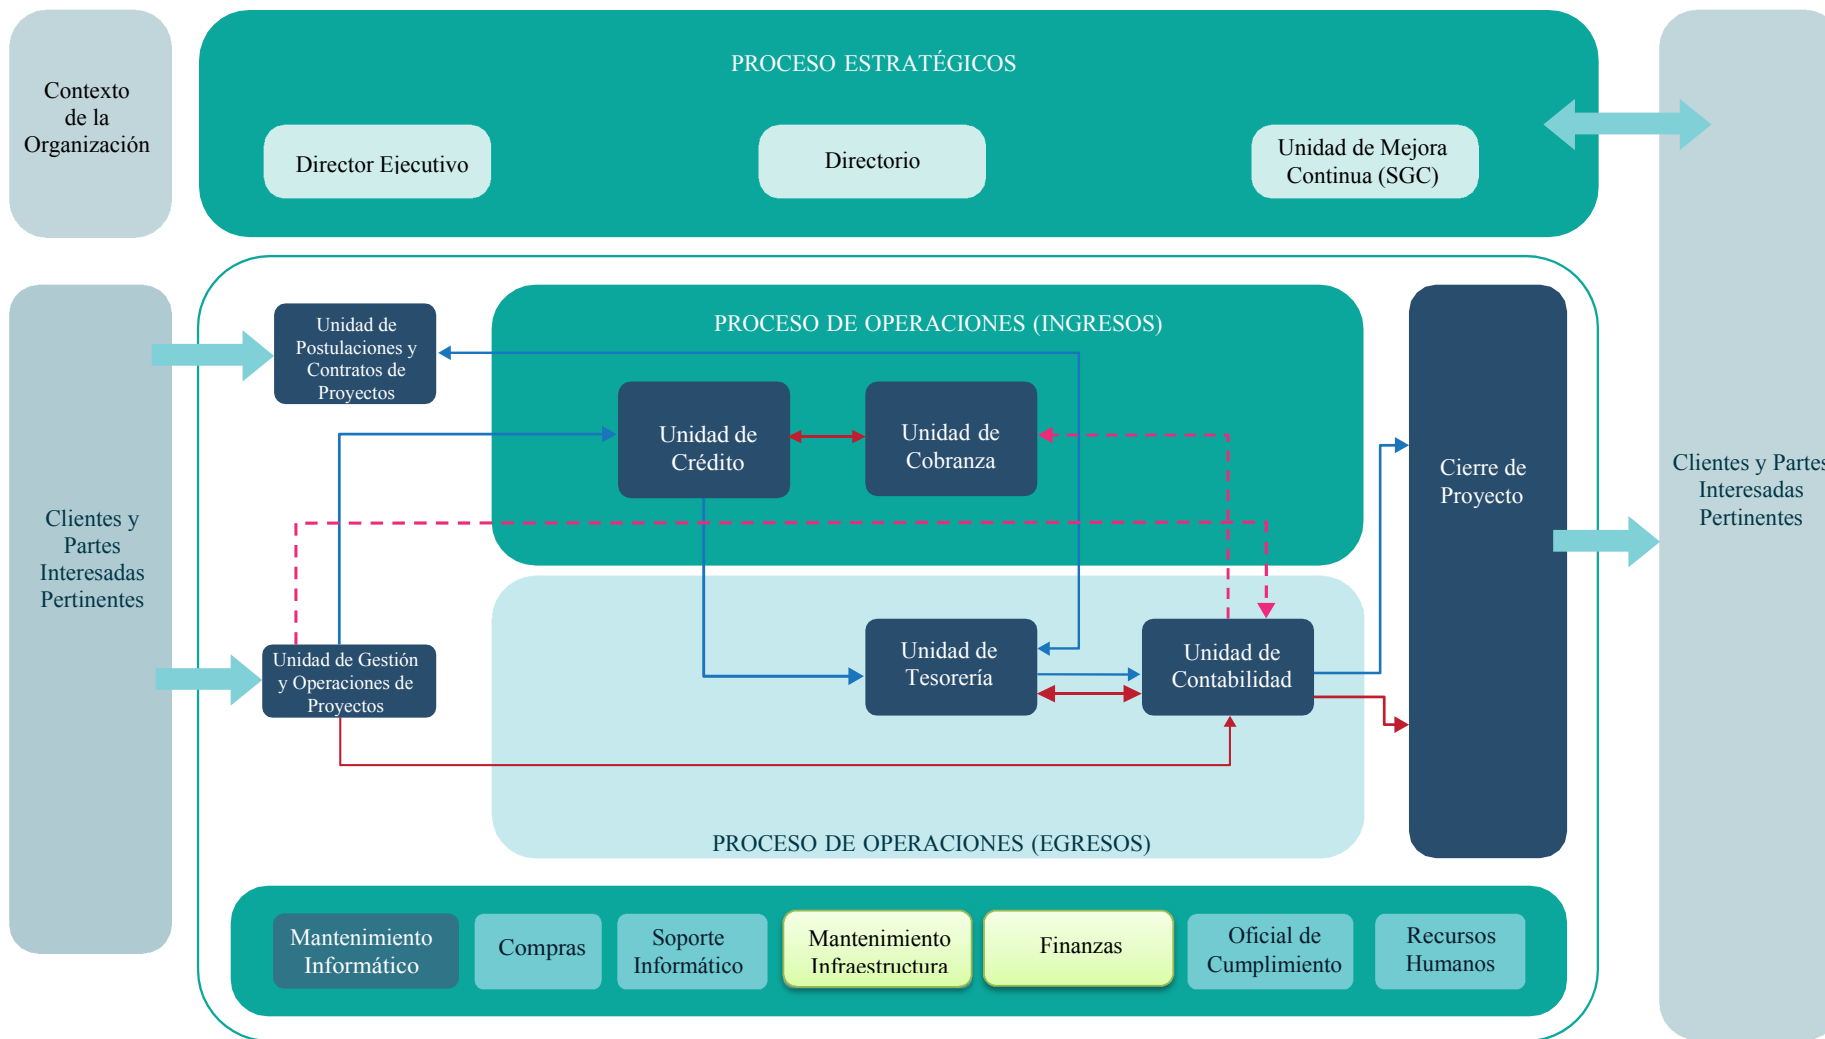 Contexto
de la
Organización
PROCESO ESTRATÉGICOS
Director Ejecutivo
Directorio
Unidad de Mejora
Continua (SGC)
Clientes y
Partes
Interesadas
Pertinentes
Unidad de
Postulaciones y
Contratos de
Proyectos
PROCESO DE OPERACIONES (INGRESOS)
Unidad de
Crédito
Unidad de
Cobranza
Cierre de
Proyecto
Clientes y Partes
Interesadas
Pertinentes
Unidad de Gestión
y Operaciones de
Proyectos
Unidad de
Tesorería
Unidad de
Contabilidad
PROCESO DE OPERACIONES (EGRESOS)
Mantenimiento
Informático
Compras
Soporte
Informático
Mantenimiento
Infraestructura
Finanzas
Oficial de
Cumplimiento
Recursos
Humanos